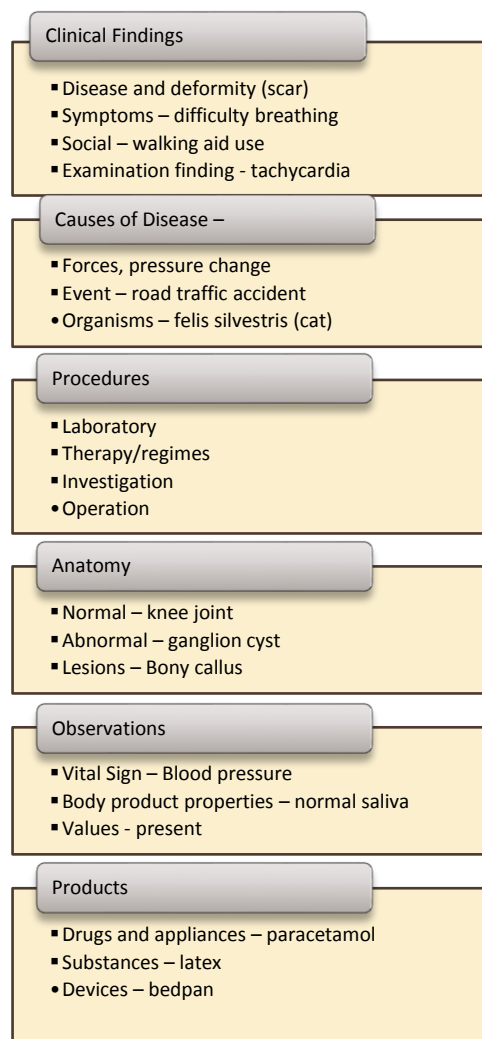 Clinical Findings
▪ Disease and deformity (scar)
▪ Symptoms – difficulty breathing
▪ Social – walking aid use
▪ Examination finding - tachycardia
Causes of Disease –
▪ Forces, pressure change
▪ Event – road traffic accident
• Organisms – felis silvestris (cat)
Procedures
▪ Laboratory
▪ Therapy/regimes
▪ Investigation
• Operation
Anatomy
▪ Normal – knee joint
▪ Abnormal – ganglion cyst
▪ Lesions – Bony callus
Observations
▪ Vital Sign – Blood pressure
▪ Body product properties – normal saliva
▪ Values - present
Products
▪ Drugs and appliances – paracetamol
▪ Substances – latex
• Devices – bedpan